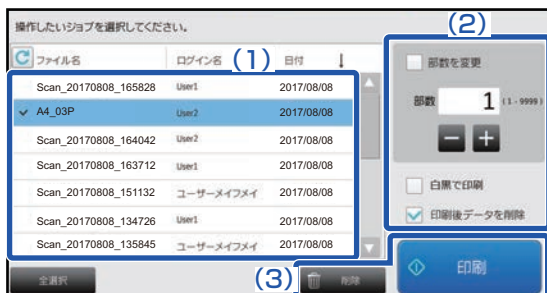 操作したいジョブを選択してください。
(2)
ファイル名 ログイン名 (1) 日付
Scan_20170808_165828 User1 2017/08/08
A4_03P User2 2017/08/08
Scan_20170808_164042 User2 2017/08/08
Scan_20170808_163712 User1 2017/08/08
Scan_20170808_151132 ユーザーメイフメイ 2017/08/08
Scan_20170808_134726 User1 2017/08/08
Scan_20170808_135845 ユーザーメイフメイ 2017/08/08
部数を変更
部数 1 (1-9999)
白黒で印刷
印刷後データを削除
全選択 (3) 削除
印刷